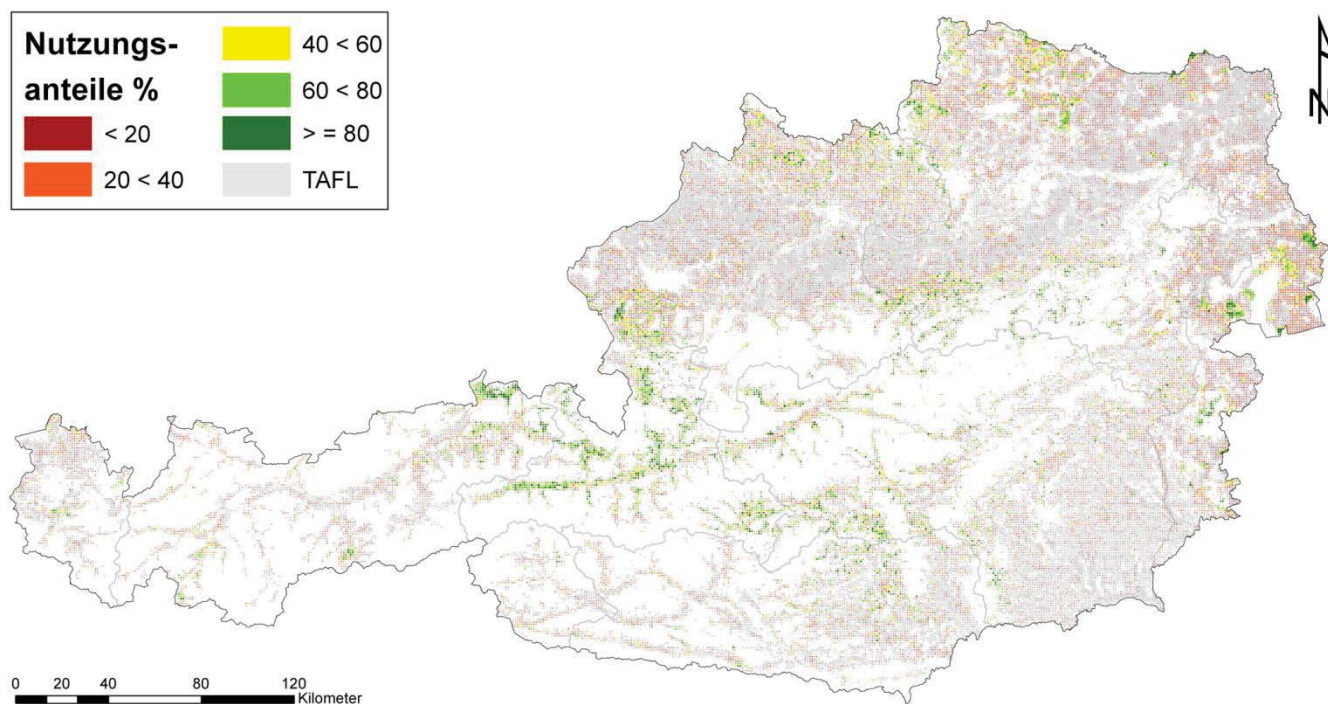 Nutzungs-
anteile %
< 20
20 < 40
40 < 60
60 < 80
> = 80
TAFL
N
0 20 40 80 120
Kilometer